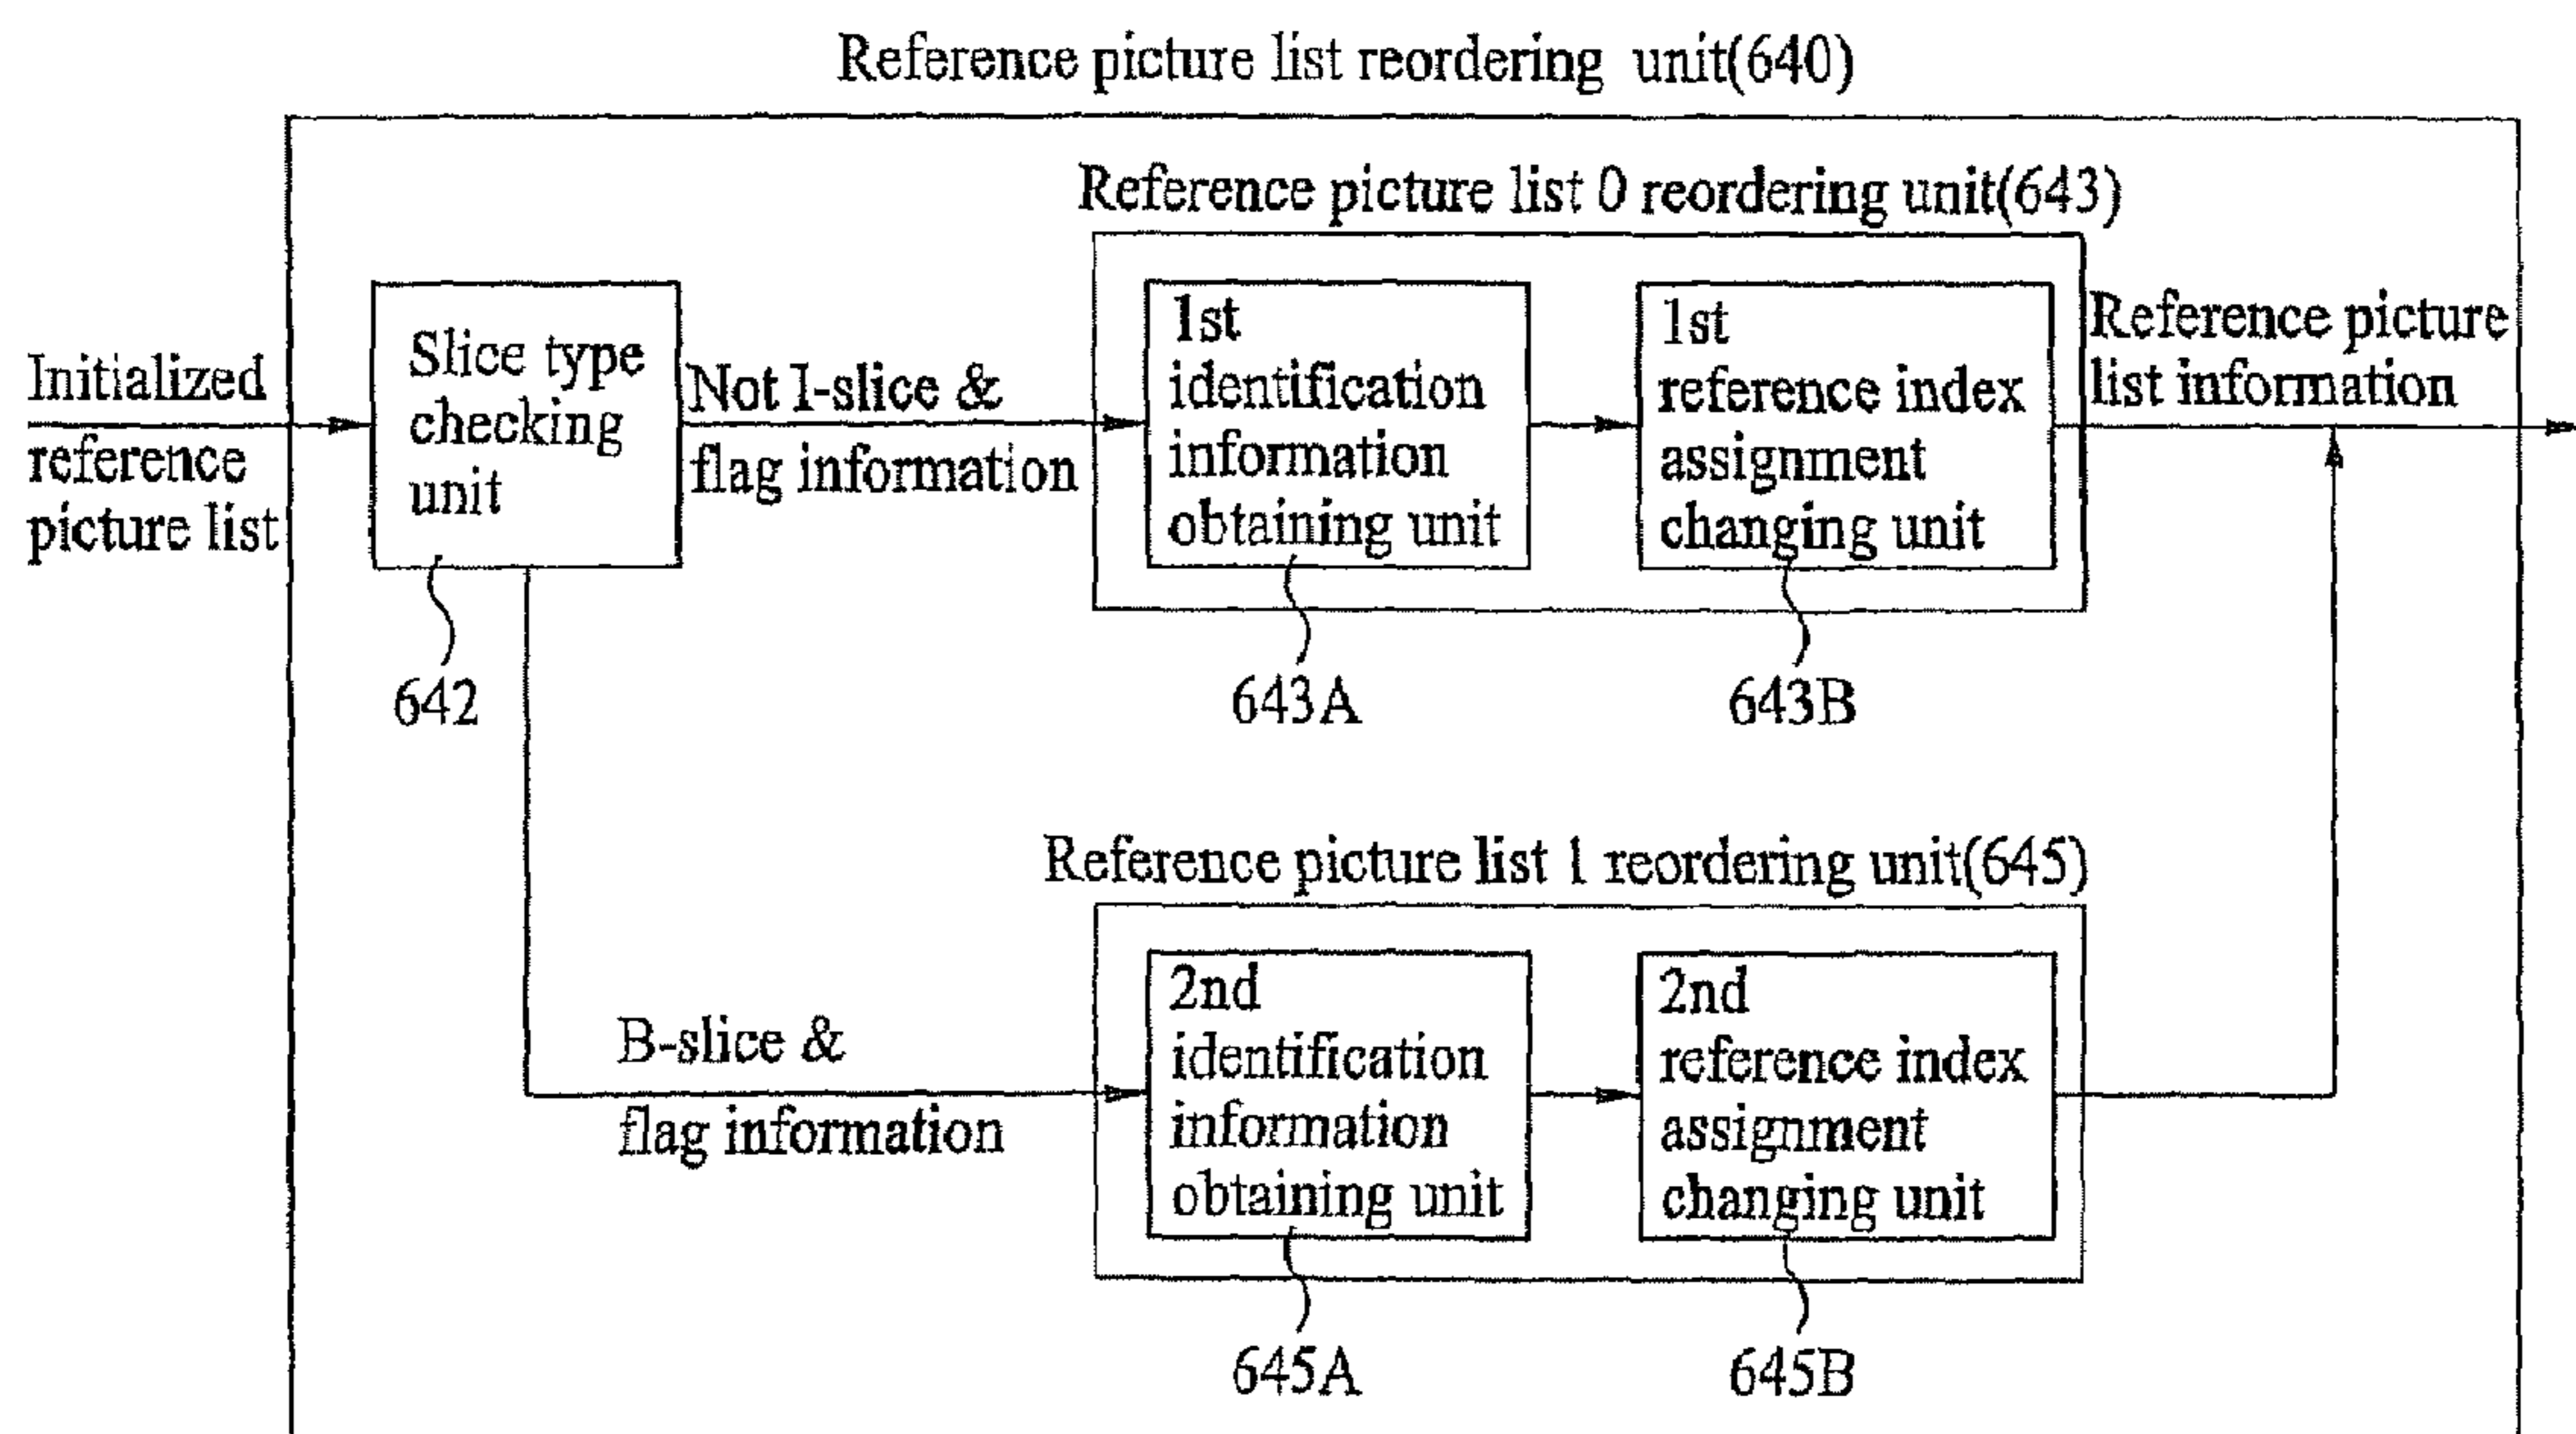 Reference picture list reordering unit(640)
Reference picture list 0 reordering unit(643)
Initialized
reference
picture list
Slice type
checking
unit
Not I-slice &
flag information
1st
identification
information
obtaining unit
1st
reference index
assignment
changing unit
Reference picture
list information
642
643A
643B
Reference picture list 1 reordering unit(645)
B-slice &
flag information
2nd
identification
information
obtaining unit
2nd
reference index
assignment
changing unit
645A
645B